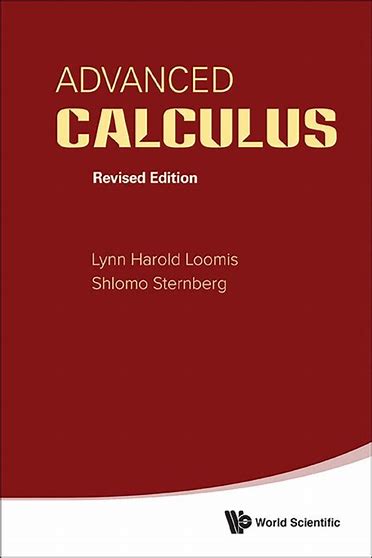 ADVANCED
CALCULUS
Revised Edition
Lynn Harold Loomis
Shlomo Sternberg
World Scientific